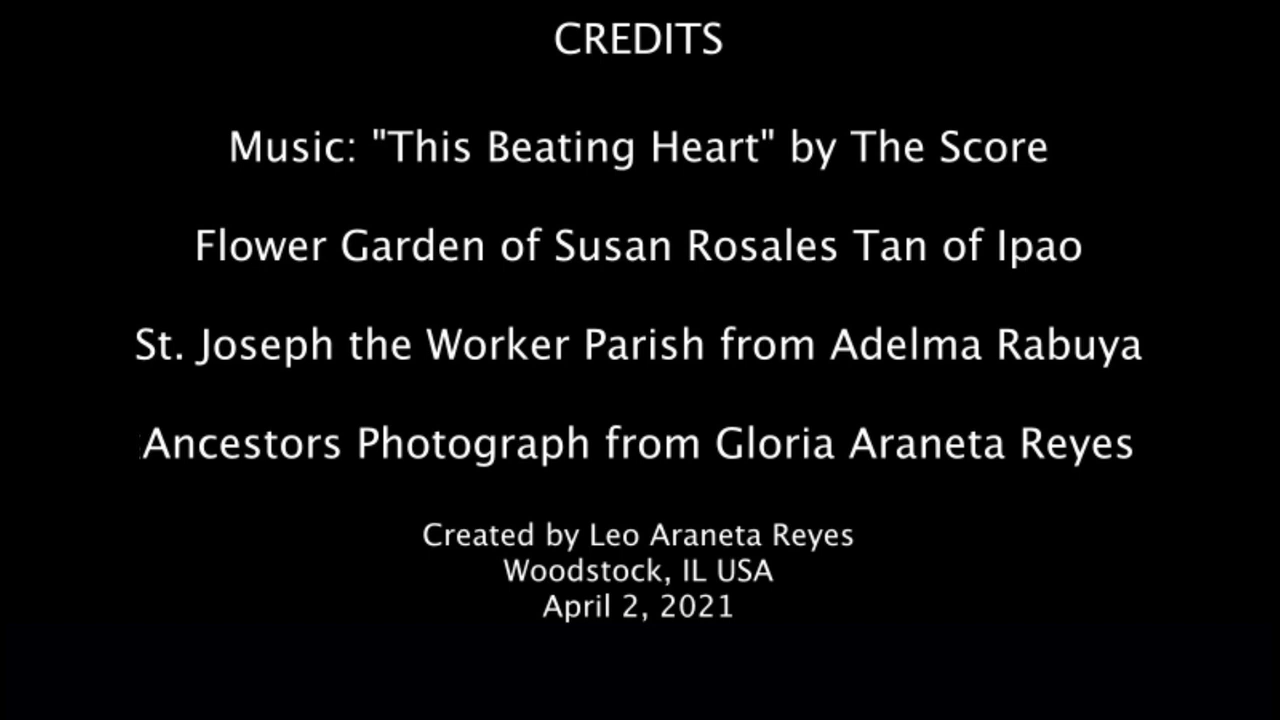 CREDITS
Music: "This Beating Heart" by The Score
Flower Garden of Susan Rosales Tan of Ipao
St. Joseph the Worker Parish from Adelma Rabuya
Ancestors Photograph from Gloria Araneta Reyes
Created by Leo Araneta Reyes
Woodstock, IL USA
April 2, 2021